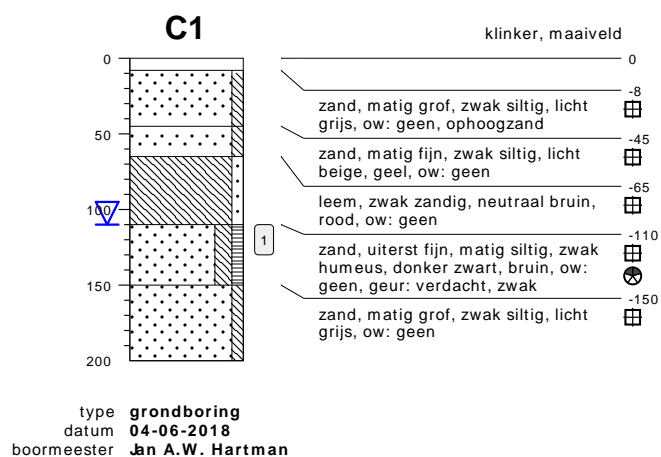 C1
klinker, maaiveld
0
0
-8
zand, matig grof, zwak siltig, licht
grijs, ow: geen, ophoogzand
-45
50
zand, matig fijn, zwak siltig, licht
beige, geel, ow: geen
-65
leem, zwak zandig, neutraal bruin,
rood, ow: geen
100
-110
zand, uiterst fijn, matig siltig, zwak
humeus, donker zwart, bruin, ow:
geen, geur: verdacht, zwak
1
150
-150
zand, matig grof, zwak siltig, licht
grijs, ow: geen
200
type grondboring
datum 04-06-2018
boormeester Jan A.W. Hartman